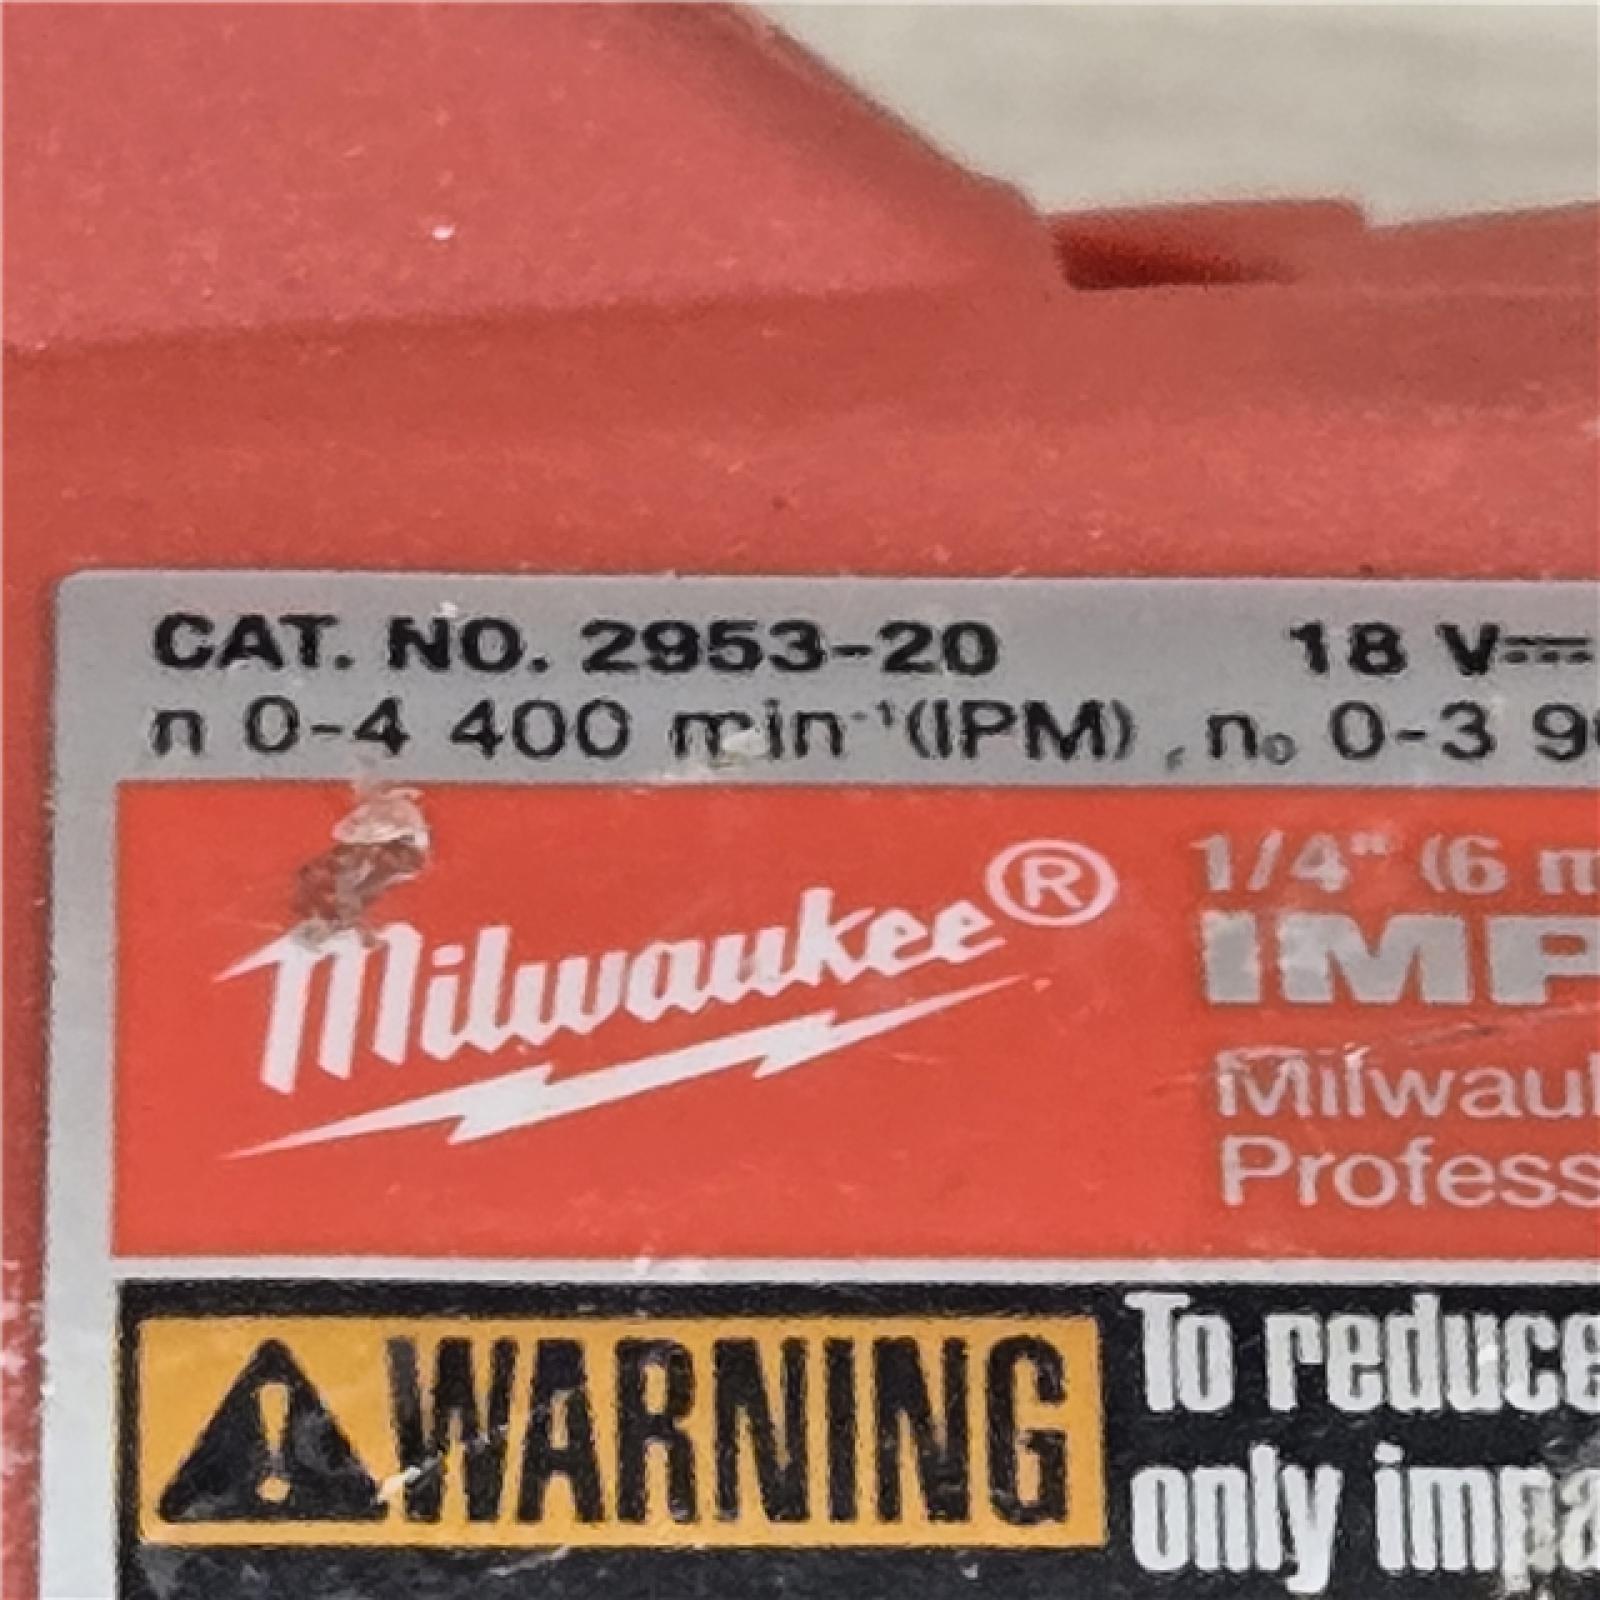 CAT. NO. 2953-20 18 V⎓
n 0-4 400 min⁻¹(IPM), n₀ 0-3 9
Milwaukee®
1/4" (6 m
IMP
Milwauk
Profess
WARNING
To reduce
only impa